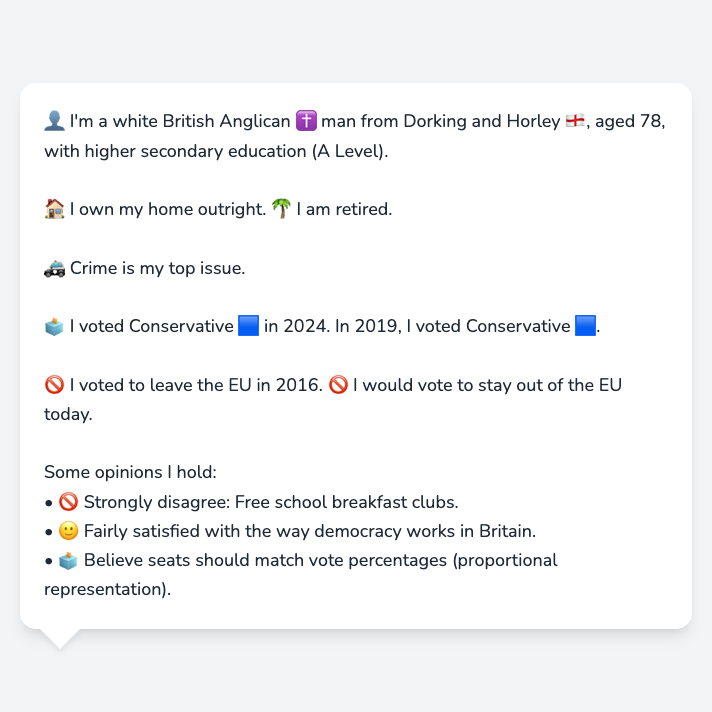 👤 I'm a white British Anglican ✝️ man from Dorking and Horley 🏴󠁧󠁢󠁥󠁮󠁧󠁿, aged 78,
with higher secondary education (A Level).
🏠 I own my home outright. 🌴 I am retired.
🚓 Crime is my top issue.
🗳️ I voted Conservative 🟦 in 2024. In 2019, I voted Conservative 🟦.
🚫 I voted to leave the EU in 2016. 🚫 I would vote to stay out of the EU
today.
Some opinions I hold:
• 🚫 Strongly disagree: Free school breakfast clubs.
• 🙂 Fairly satisfied with the way democracy works in Britain.
• 🗳️ Believe seats should match vote percentages (proportional
representation).